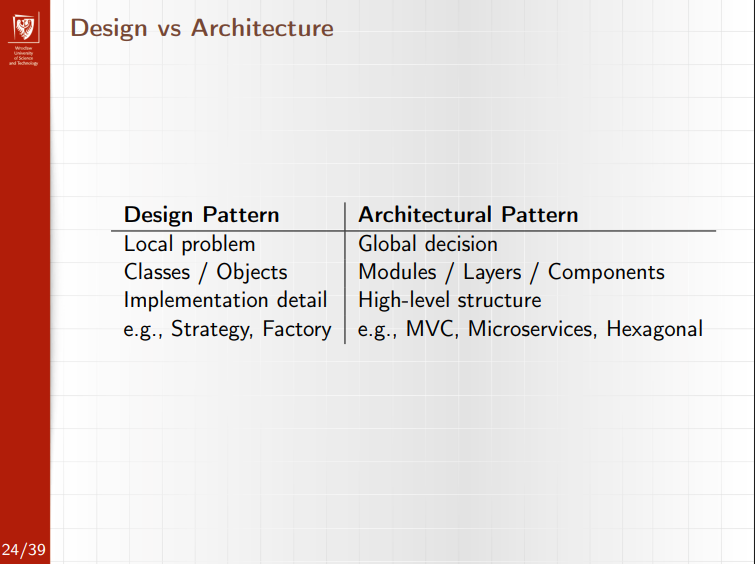 Design vs Architecture
Wrocław
University
of Science
and Technology
Design Pattern Architectural Pattern
Local problem Global decision
Classes / Objects Modules / Layers / Components
Implementation detail High-level structure
e.g., Strategy, Factory e.g., MVC, Microservices, Hexagonal
24/39